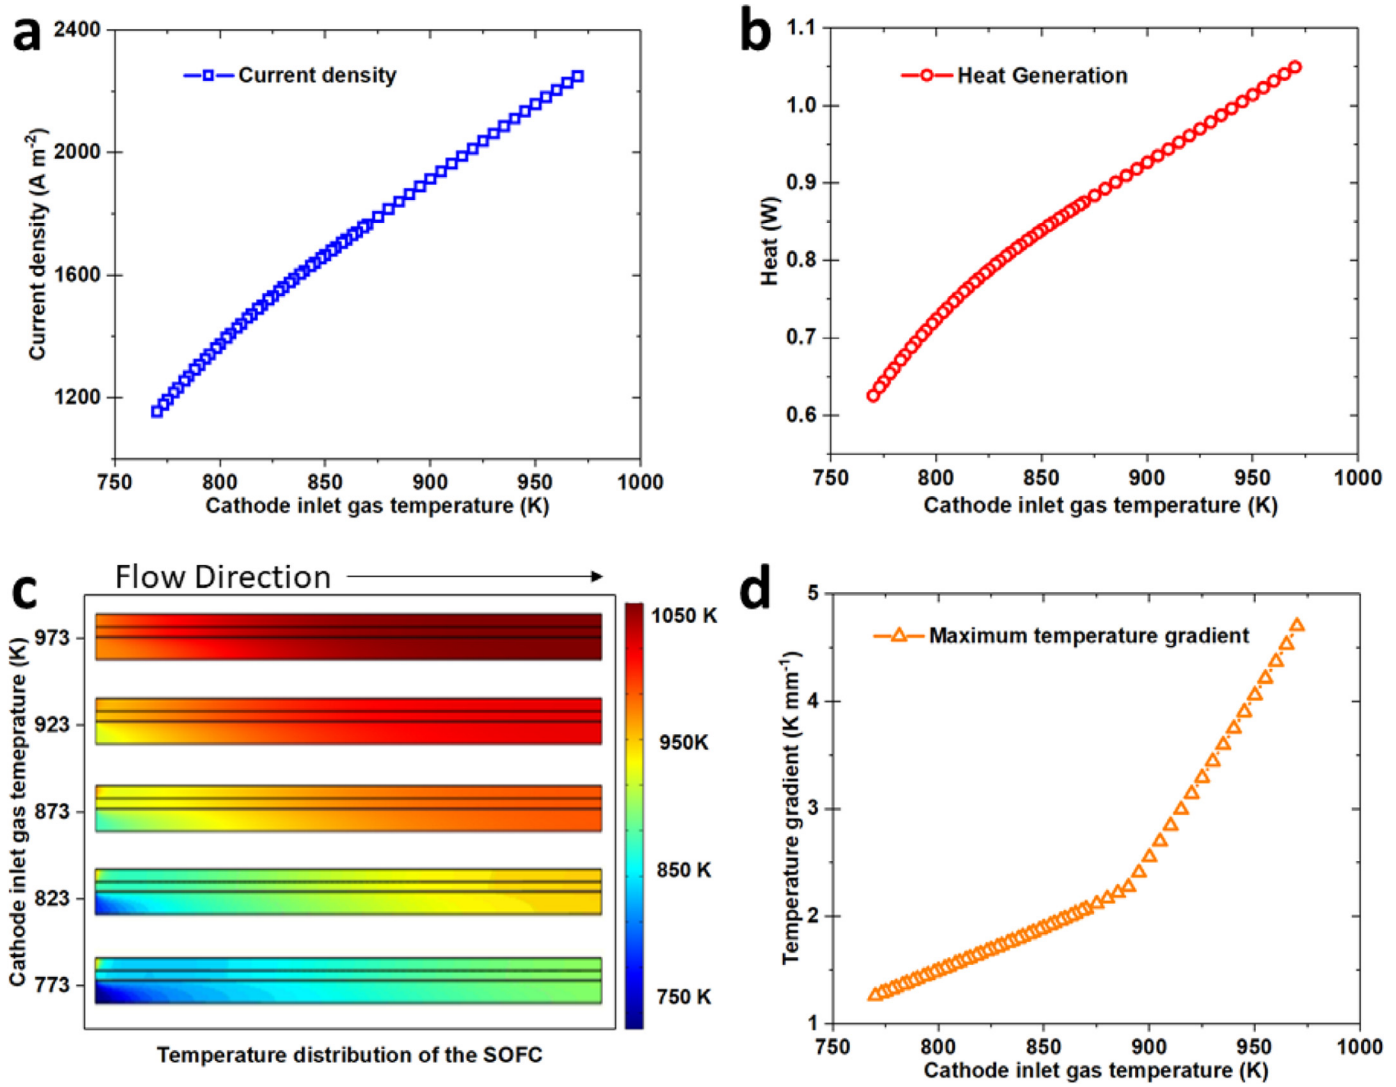 a
2400
2000
1600
1200
Current density (A m-2)
Current density
750
800
850
900
950
1000
Cathode inlet gas temperature (K)
b
1.1
1.0
0.9
0.8
0.7
0.6
Heat (W)
Heat Generation
750
800
850
900
950
1000
Cathode inlet gas temperature (K)
c
Flow Direction
Cathode inlet gas temeprature (K)
973
923
873
823
773
1050 K
950K
850 K
750 K
Temperature distribution of the SOFC
d
5
4
3
2
1
Temperature gradient (K mm-1)
Maximum temperature gradient
750
800
850
900
950
1000
Cathode inlet gas temperature (K)